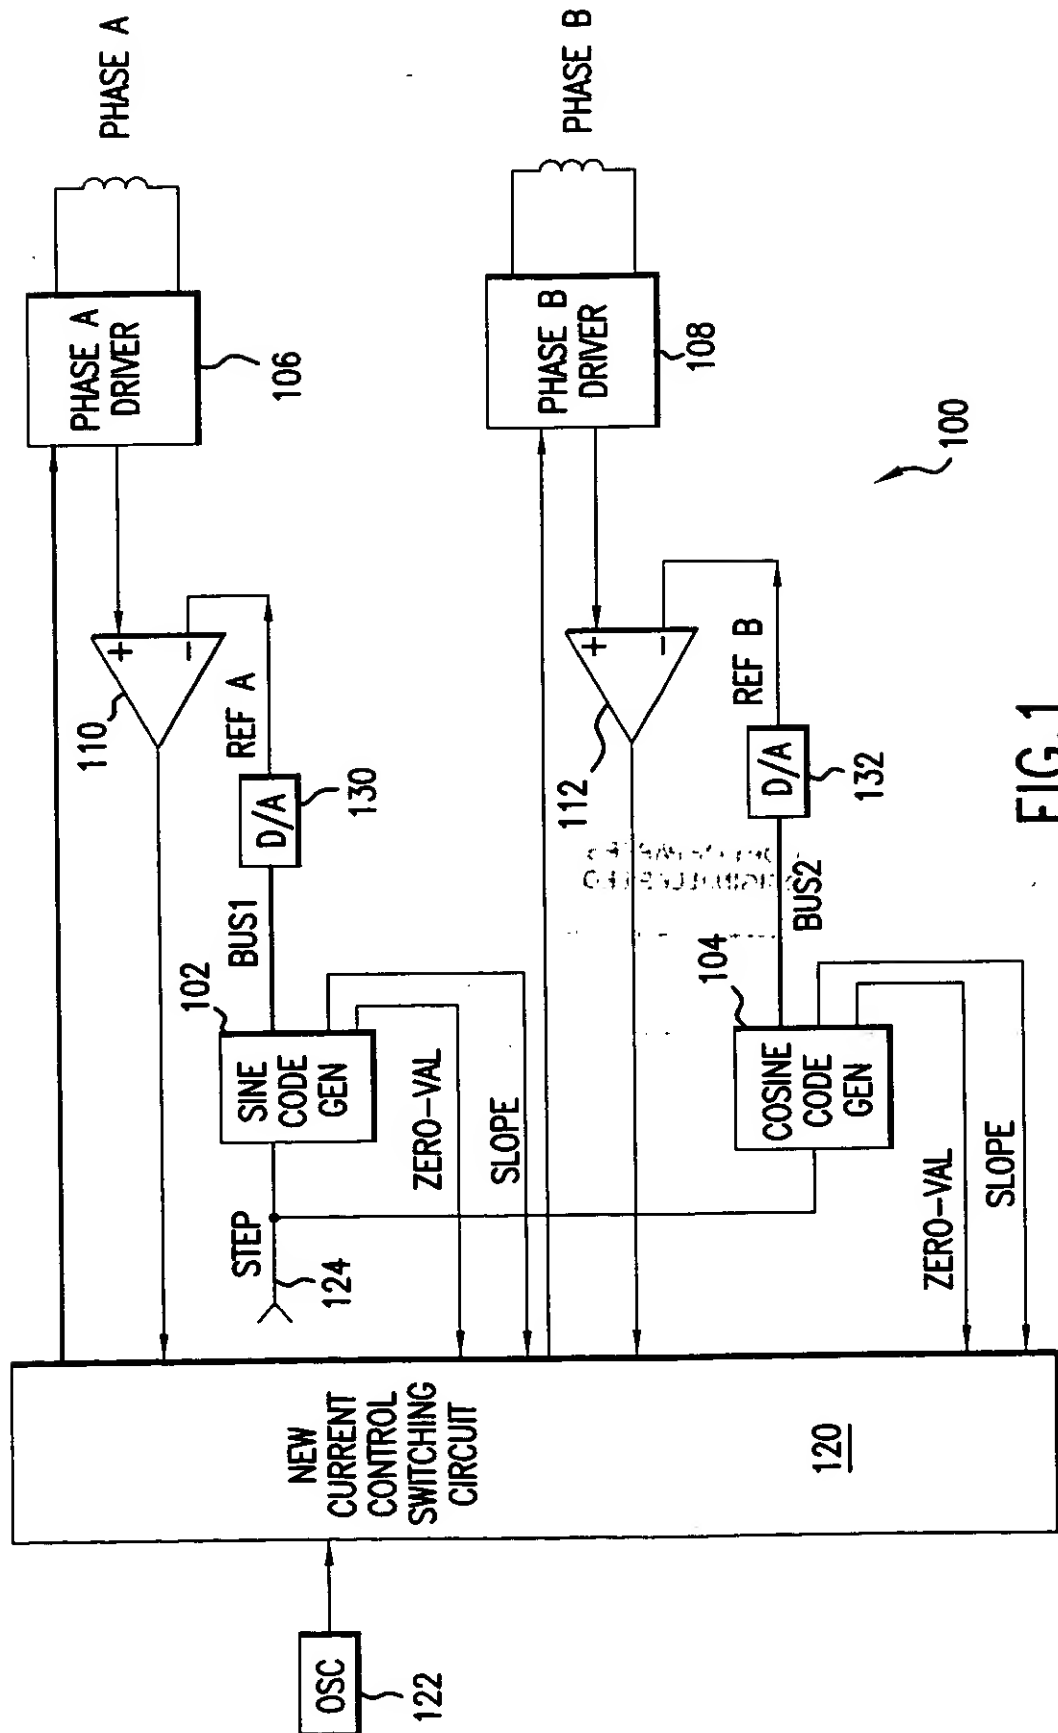 PHASE A
PHASE A
DRIVER
106
110
+
−
REF A
D/A
130
BUS1
102
SINE
CODE
GEN
ZERO-VAL
SLOPE
STEP
124
PHASE B
PHASE B
DRIVER
108
112
+
−
REF B
D/A
132
BUS2
104
COSINE
CODE
GEN
ZERO-VAL
SLOPE
NEW
CURRENT
CONTROL
SWITCHING
CIRCUIT
120
OSC
122
100
FIG.1